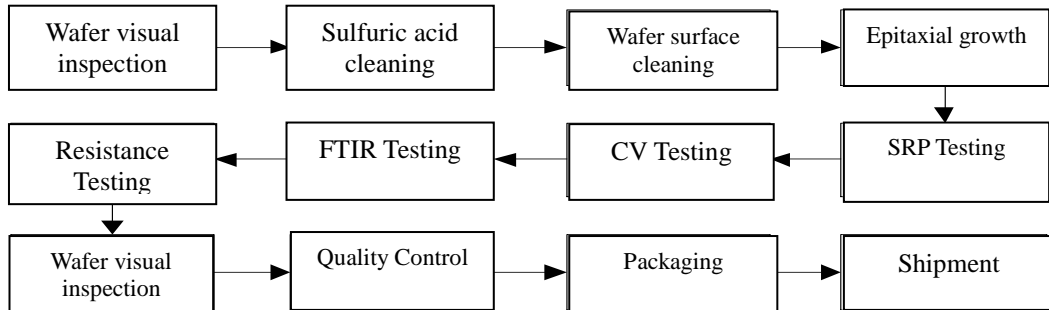 Wafer visual
inspection
Sulfuric acid
cleaning
Wafer surface
cleaning
Epitaxial growth
SRP Testing
CV Testing
FTIR Testing
Resistance
Testing
Wafer visual
inspection
Quality Control
Packaging
Shipment